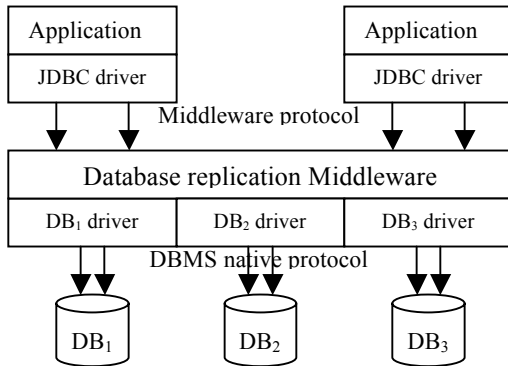 Application
Application
JDBC driver
JDBC driver
Middleware protocol
Database replication Middleware
DB₁ driver
DB₂ driver
DB₃ driver
DBMS native protocol
DB₁
DB₂
DB₃